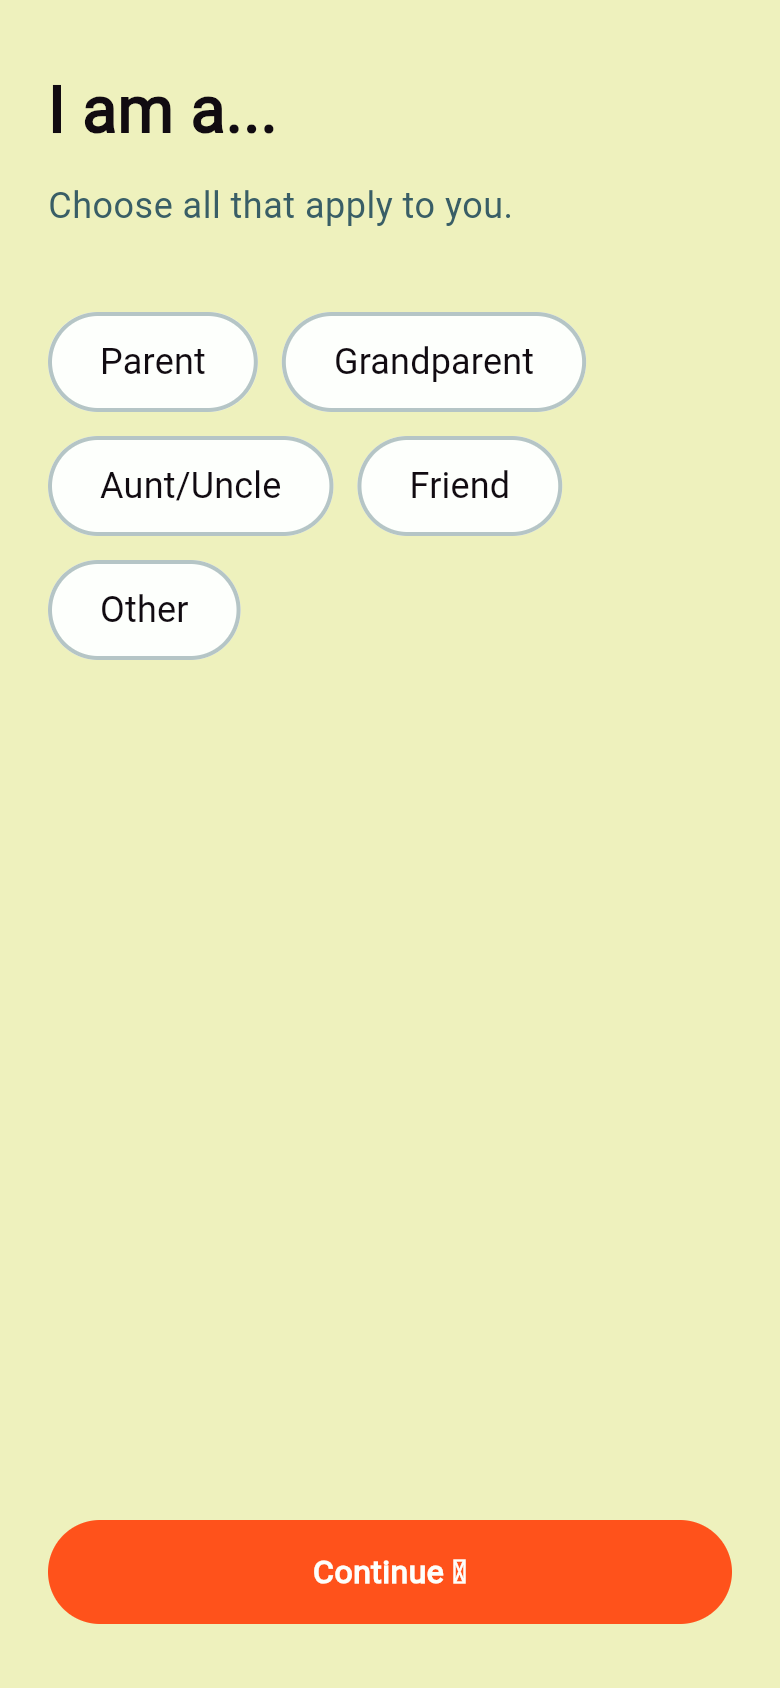 I am a...
Choose all that apply to you.
Parent
Grandparent
Aunt/Uncle
Friend
Other
Continue